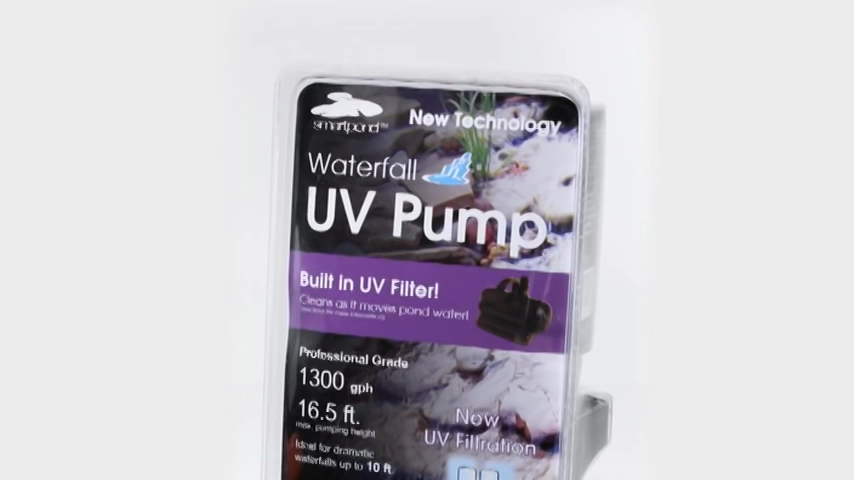 smartpond™
New Technology
Waterfall
UV Pump
Built in UV Filter!
Cleans as it moves pond water!
Professional Grade
1300 gph
16.5 ft.
max. pumping height
Now
UV Filtration
Ideal for dramatic
waterfalls up to 10 ft